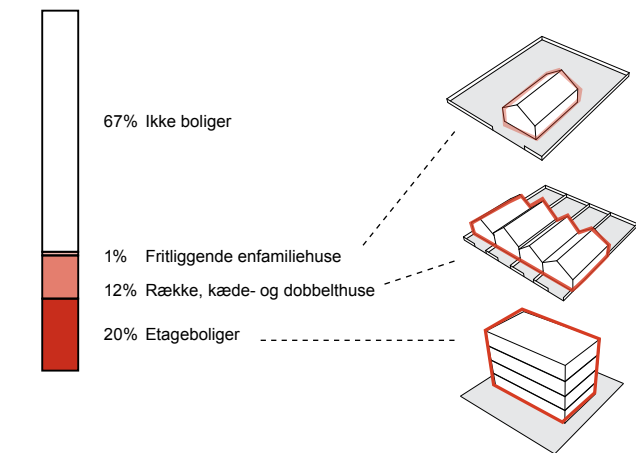 67% Ikke boliger
1% Fritliggende enfamiliehuse
12% Række, kæde- og dobbelthuse
20% Etageboliger